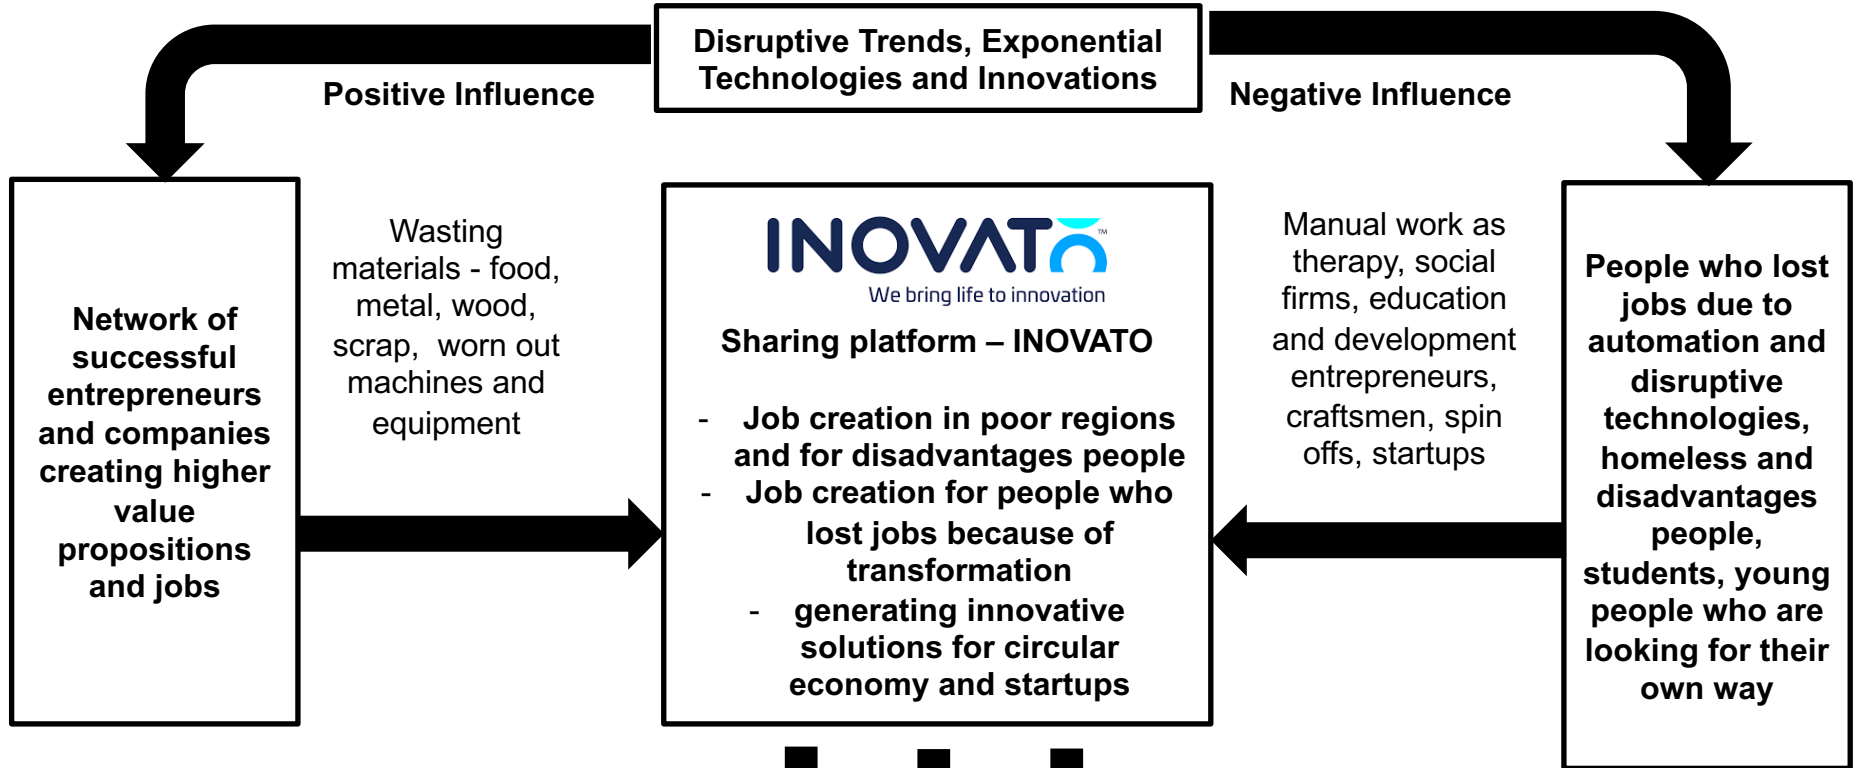 Disruptive Trends, Exponential
Technologies and Innovations
Positive Influence
Negative Influence
Network of
successful
entrepreneurs
and companies
creating higher
value
propositions
and jobs
Wasting
materials - food,
metal, wood,
scrap, worn out
machines and
equipment
INOVATO
TM
We bring life to innovation
Sharing platform – INOVATO
- Job creation in poor regions
and for disadvantages people
- Job creation for people who
lost jobs because of
transformation
- generating innovative
solutions for circular
economy and startups
Manual work as
therapy, social
firms, education
and development
entrepreneurs,
craftsmen, spin
offs, startups
People who lost
jobs due to
automation and
disruptive
technologies,
homeless and
disadvantages
people,
students, young
people who are
looking for their
own way